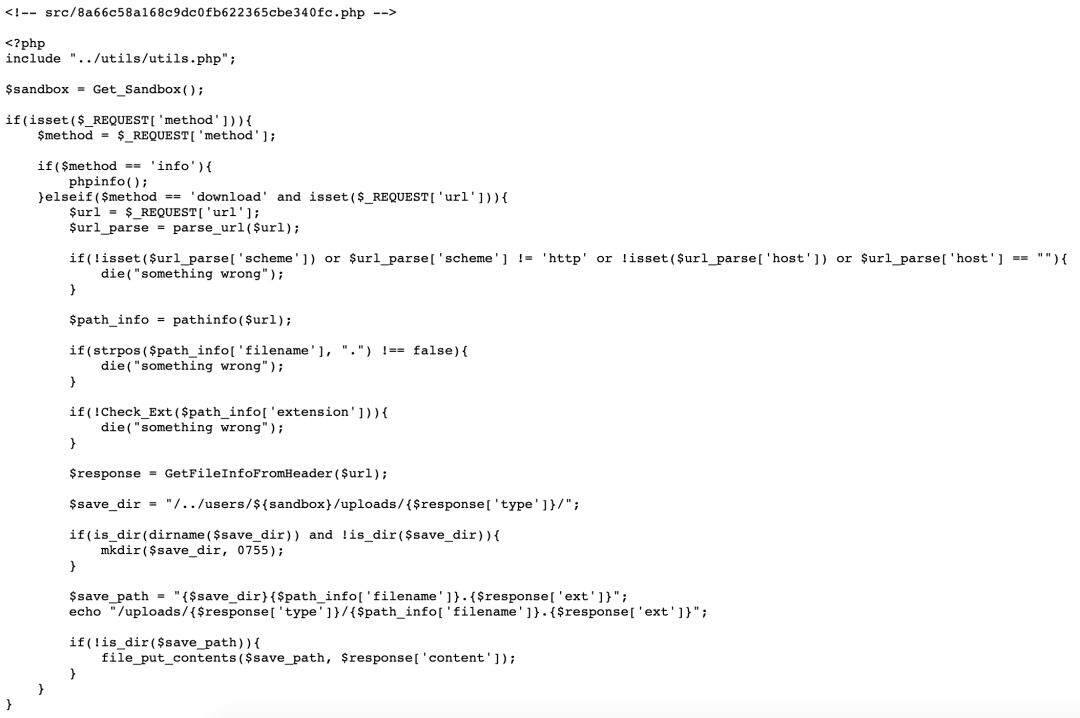 <!-- src/8a66c58a168c9dc0fb622365cbe340fc.php -->

<?php
include "../utils/utils.php";

$sandbox = Get_Sandbox();

if(isset($_REQUEST['method'])){
    $method = $_REQUEST['method'];

    if($method == 'info'){
        phpinfo();
    }elseif($method == 'download' and isset($_REQUEST['url'])){
        $url = $_REQUEST['url'];
        $url_parse = parse_url($url);

        if(!isset($url_parse['scheme']) or $url_parse['scheme'] != 'http' or !isset($url_parse['host']) or $url_parse['host'] == ""){
            die("something wrong");
        }

        $path_info = pathinfo($url);

        if(strpos($path_info['filename'], ".") !== false){
            die("something wrong");
        }

        if(!Check_Ext($path_info['extension'])){
            die("something wrong");
        }

        $response = GetFileInfoFromHeader($url);

        $save_dir = "/../users/${sandbox}/uploads/{$response['type']}/";

        if(is_dir(dirname($save_dir)) and !is_dir($save_dir)){
            mkdir($save_dir, 0755);
        }

        $save_path = "{$save_dir}{$path_info['filename']}.{$response['ext']}";
        echo "/uploads/{$response['type']}/{$path_info['filename']}.{$response['ext']}";

        if(!is_dir($save_path)){
            file_put_contents($save_path, $response['content']);
        }
    }
}